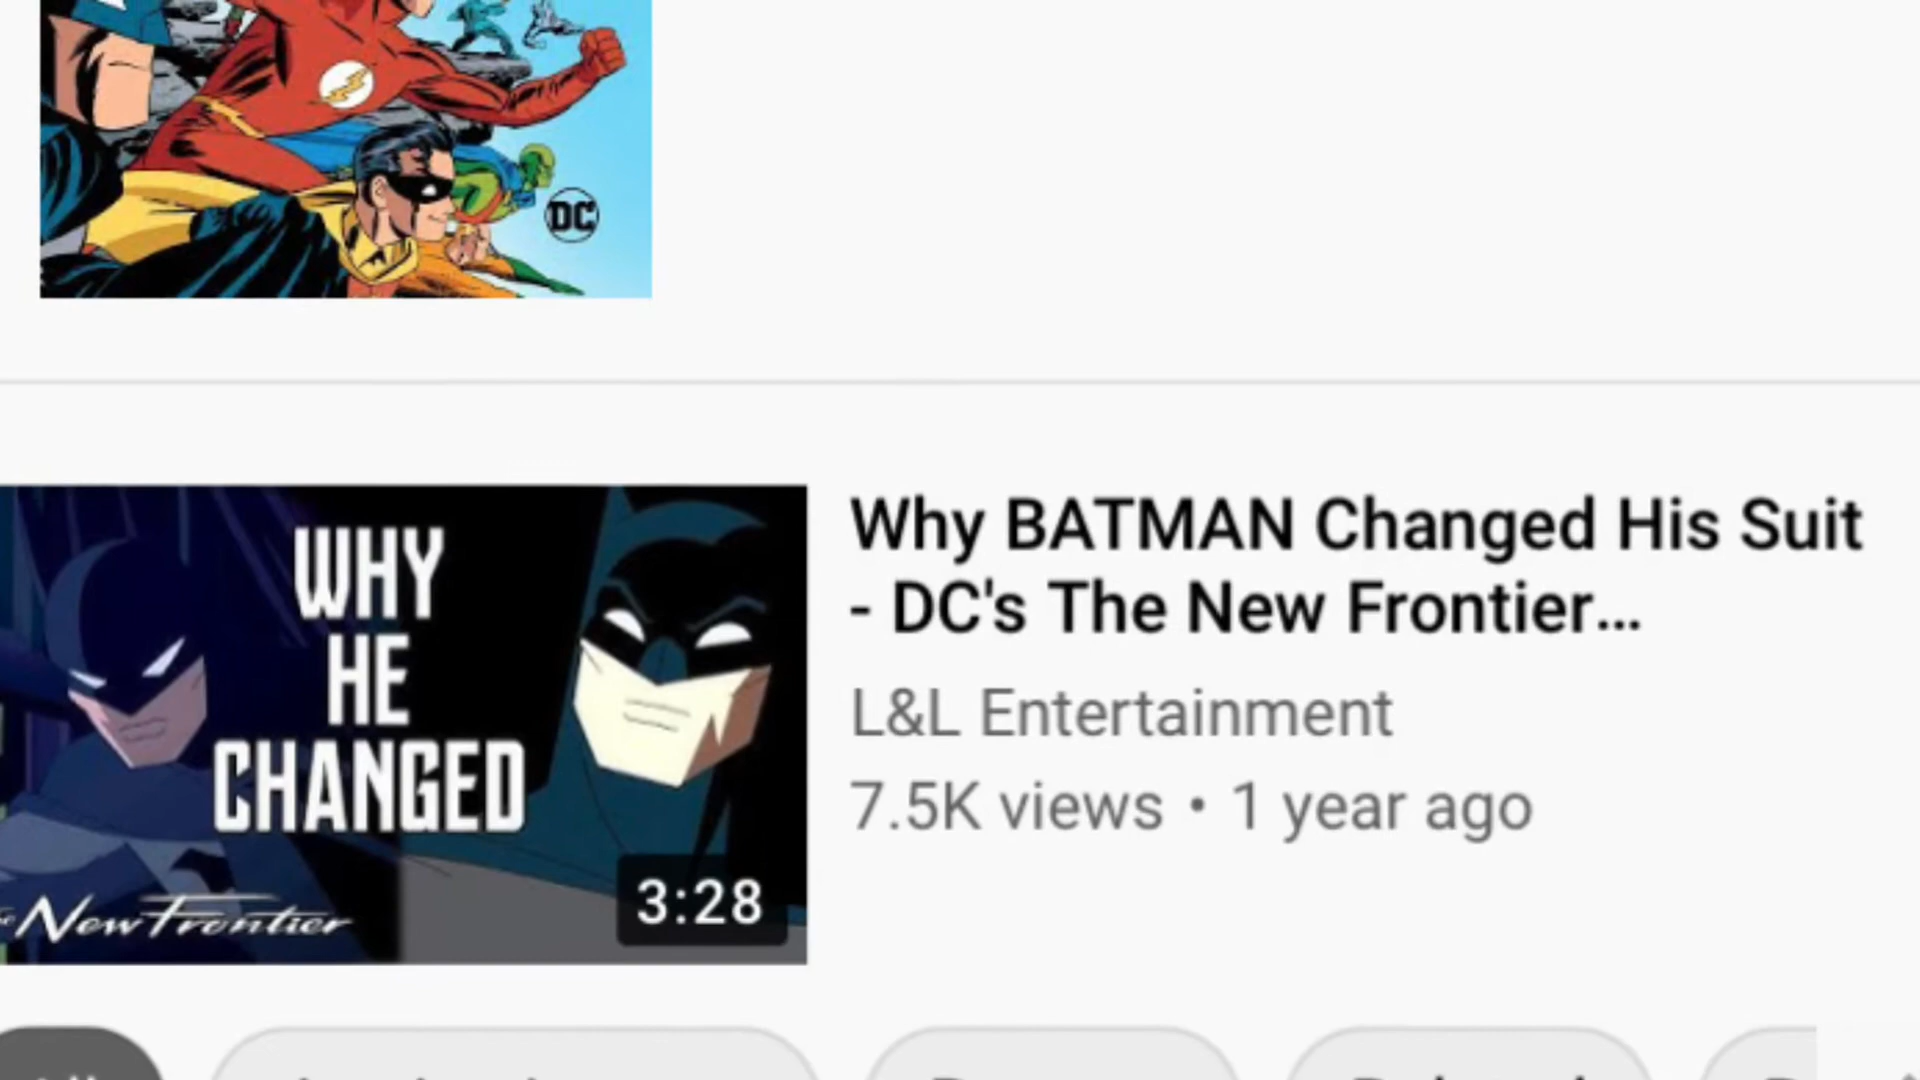 DC
WHY
HE
CHANGED
New Frontier
3:28
Why BATMAN Changed His Suit
- DC's The New Frontier...
L&L Entertainment
7.5K views • 1 year ago